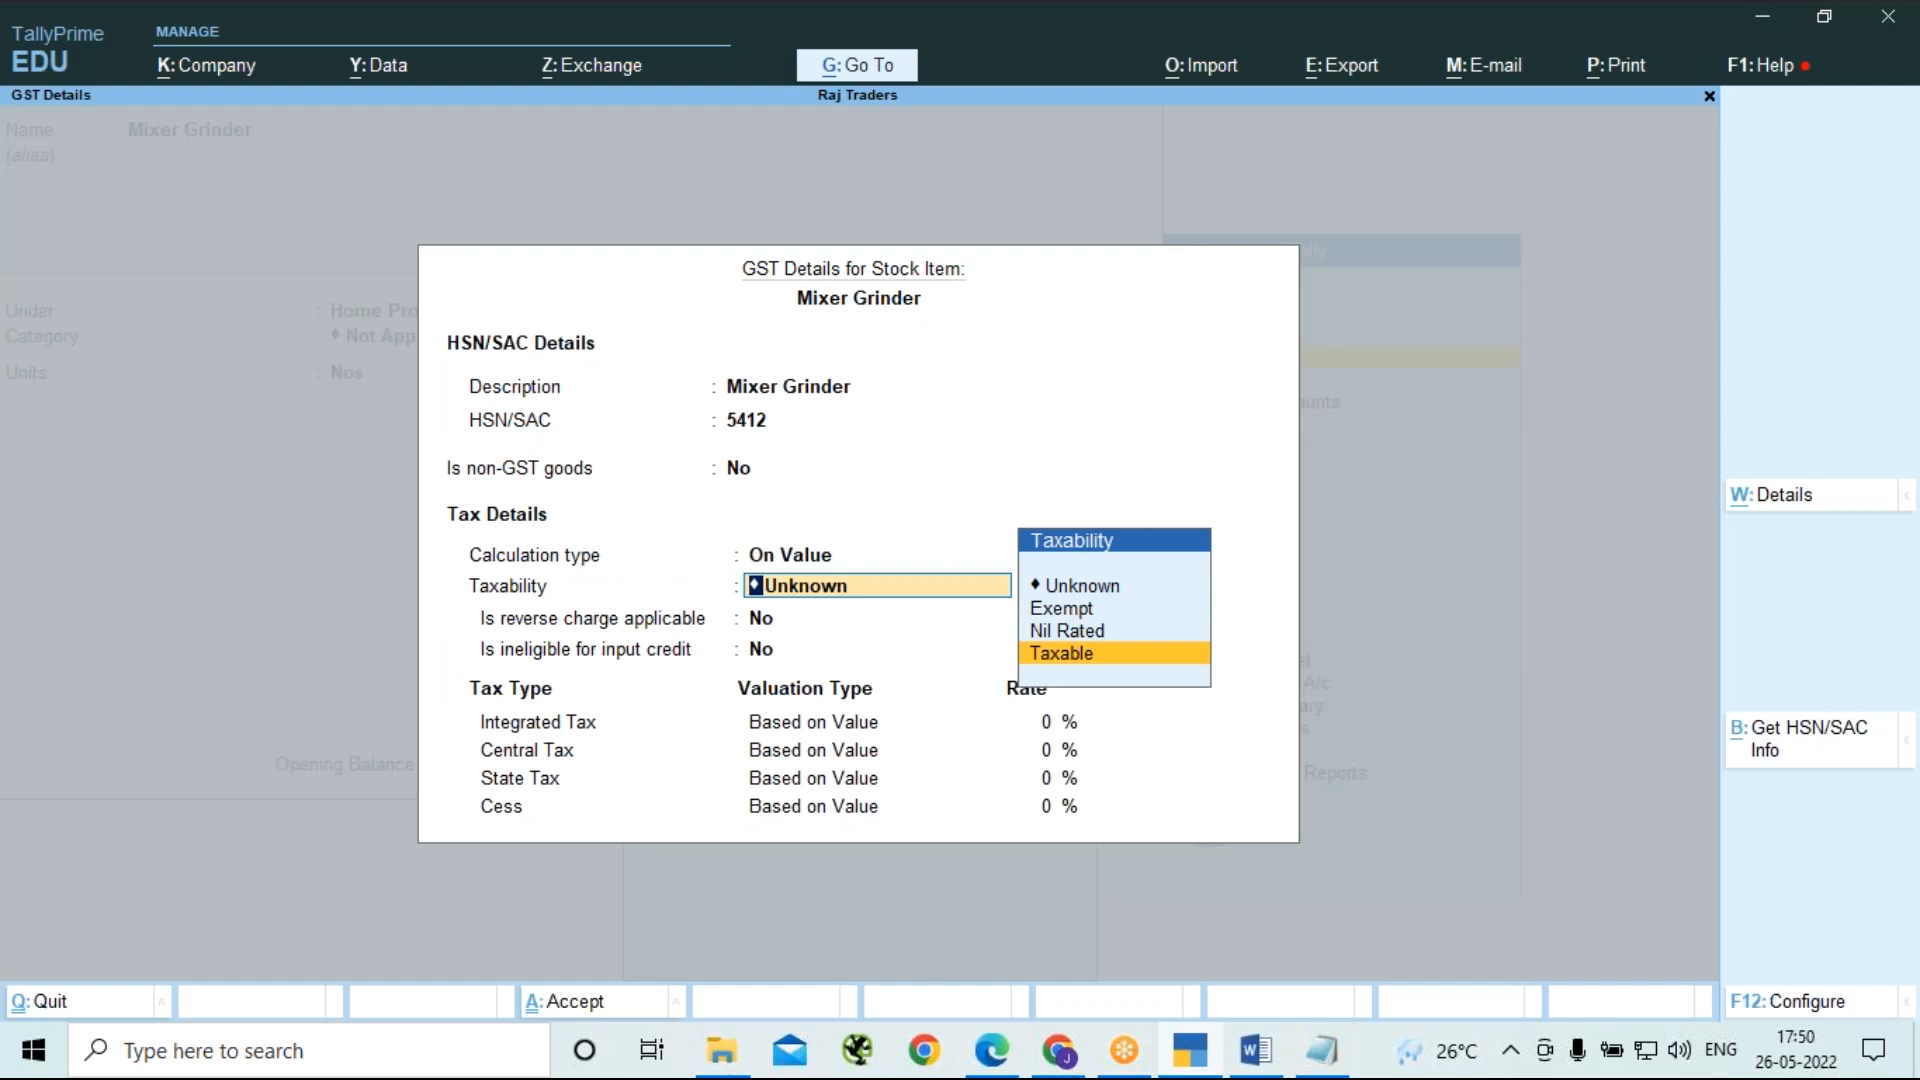 TallyPrime
EDU
MANAGE
K: Company
Y: Data
Z: Exchange
G: Go To
O: Import
E: Export
M: E-mail
P: Print
F1: Help
GST Details
Raj Traders
Name : Mixer Grinder
(alias) :
Under : Home Pro
Category ♦ Not App
Units : Nos
Opening Balance
GST Details for Stock Item:
Mixer Grinder
HSN/SAC Details
Description : Mixer Grinder
HSN/SAC : 5412
Is non-GST goods : No
Tax Details
Calculation type : On Value
Taxability : ♦ Unknown
Is reverse charge applicable : No
Is ineligible for input credit : No
Taxability
♦ Unknown
Exempt
Nil Rated
Taxable
Tax Type Valuation Type Rate
Integrated Tax Based on Value 0 %
Central Tax Based on Value 0 %
State Tax Based on Value 0 %
Cess Based on Value 0 %
A/c
Reports
W: Details
B: Get HSN/SAC
Info
Q: Quit
A: Accept
F12: Configure
Type here to search
26°C
ENG
17:50
26-05-2022